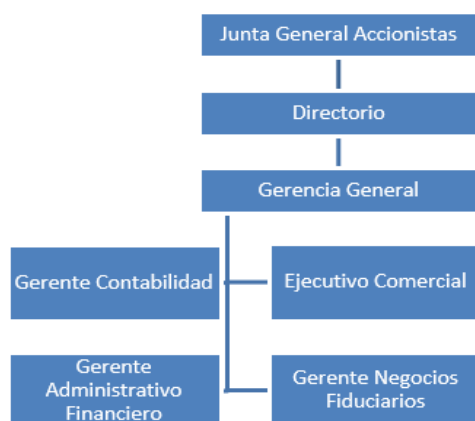 Junta General Accionistas
Directorio
Gerencia General
Gerente Contabilidad
Ejecutivo Comercial
Gerente
Administrativo
Financiero
Gerente Negocios
Fiduciarios